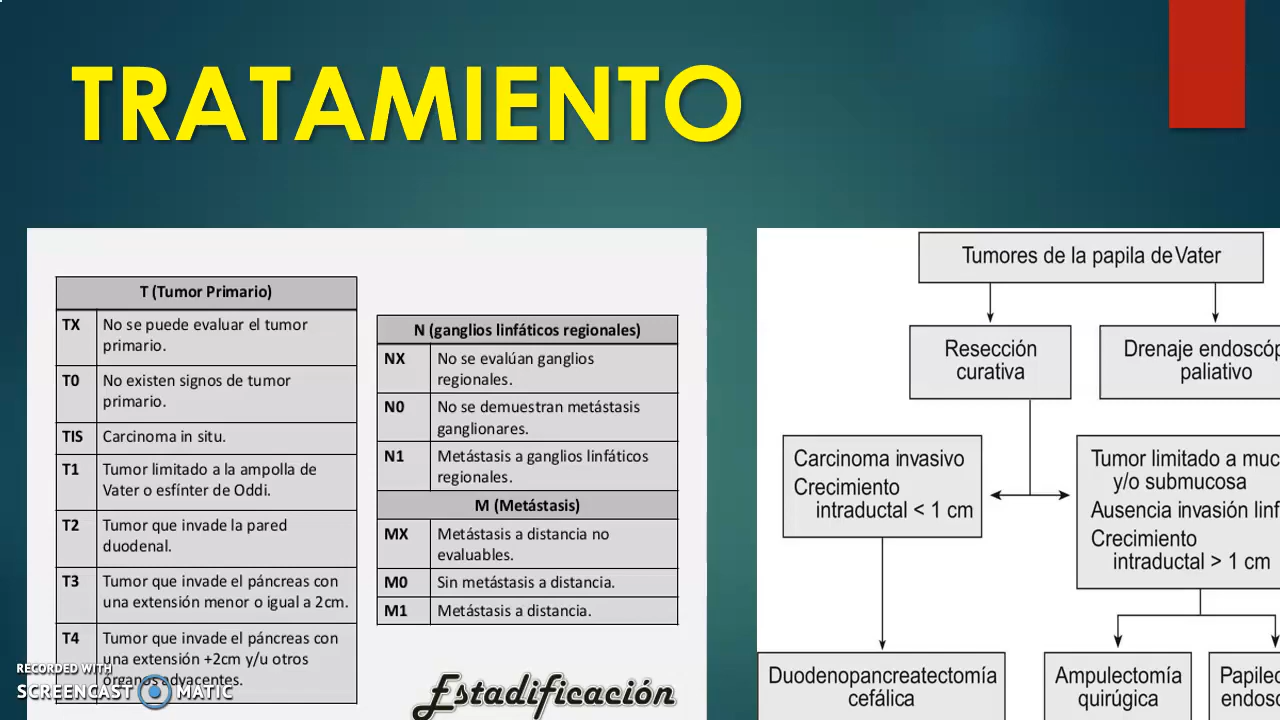 TRATAMIENTO
T (Tumor Primario)
TX No se puede evaluar el tumor
primario.
T0 No existen signos de tumor
primario.
TIS Carcinoma in situ.
T1 Tumor limitado a la ampolla de
Vater o esfínter de Oddi.
T2 Tumor que invade la pared
duodenal.
T3 Tumor que invade el páncreas con
una extensión menor o igual a 2cm.
T4 Tumor que invade el páncreas con
una extensión +2cm y/u otros
órganos adyacentes.
N (ganglios linfáticos regionales)
NX No se evalúan ganglios
regionales.
N0 No se demuestran metástasis
ganglionares.
N1 Metástasis a ganglios linfáticos
regionales.
M (Metástasis)
MX Metástasis a distancia no
evaluables.
M0 Sin metástasis a distancia.
M1 Metástasis a distancia.
Estadificación
Tumores de la papila de Vater
Resección
curativa
Drenaje
paliativo
Carcinoma invasivo
Crecimiento
intraductal < 1 cm
Tumor limitado a
y/o submucosa
Ausencia invasión
Crecimiento
intraductal > 1 cm
Duodenopancreatectomía
cefálica
Ampulectomía
quirúgica
RECORDED WITH
SCREENCAST MATIC